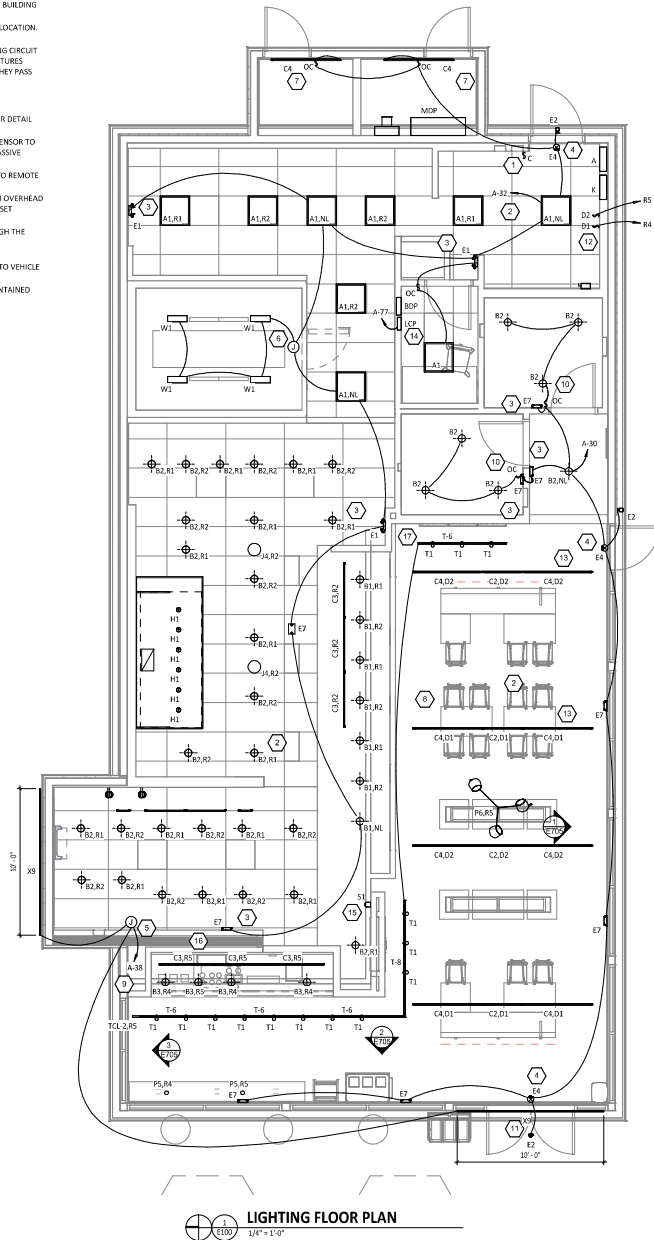 BUILDING
LOCATION.
NG CIRCUIT
TURES
HEY PASS
R DETAIL
ENSOR TO
ASSIVE
TO REMOTE
N OVERHEAD
SET
GH THE
TO VEHICLE
NTAINED
C4 OC OC C4
7 7
MDP
E2
4
E4
1 C A
A-32 K
3 2 R5
D2
E1 A1,R1 A1,R2 A1,NL A1,R2 A1,R1 A1,NL D1 R4
3 12
E1
OC
A1,R2 BDP
A-77 LCP
W1 W1 6 J 14 B2 B2
A1
W1 W1 A1,NL B2 10
3 E7 OC
B2 3 A-30
10 OC
B2,R1 B2,R2 B2,R1 B2,R2 B2,R1 B2,R2 B2 B2 E7 E7 B2,NL
3 3 E2
B2,R2 B2,R1 B2,R2 E1 17 T-6 4
T1 T1 T1 E4
B2,R1 J4,R2 13
B2,R2 B1,R1 C4,D2 C2,D2 C4,D2
C3,R2
H1 B1,R2
H1 B2,R1 E7
H1 C3,R2 B1,R1
H1 J4,R2
H1 B2,R2 8 2
H1 C3,R2 B1,R2 13 E7
H1 2 B1,R1 C4,D1 C2,D1 C4,D1
B2,R1 B2,R2
B1,R2
P6,R5
B2,R1 B2,R2 B2,R1 B2,R2 B2,R1 B1,NL 1
E705
10' - 0" X9 C4,D2 C2,D2 C4,D2
B2,R2 B2,R1 B2,R2 B2,R1 B2,R2 B2,R1 S1
J 5 E7 3 15 T1 E7
16 B2,R1 T1
A-38 C3,R5 C3,R5 C3,R5 T-8
9 B3,R4 B3,R5 B3,R4 B3,R4 T1
T-6 T-6 T-6 C4,D1 C2,D1 C4,D1
TCL-2,R5 T1 T1 T1 T1 T1 T1 T1 T1
3 2
E705 E705
P5,R4 P5,R5 4
E7 E7 E4
X9
11
E2
10' - 0"
1
E100
LIGHTING FLOOR PLAN
1/4" = 1'-0"